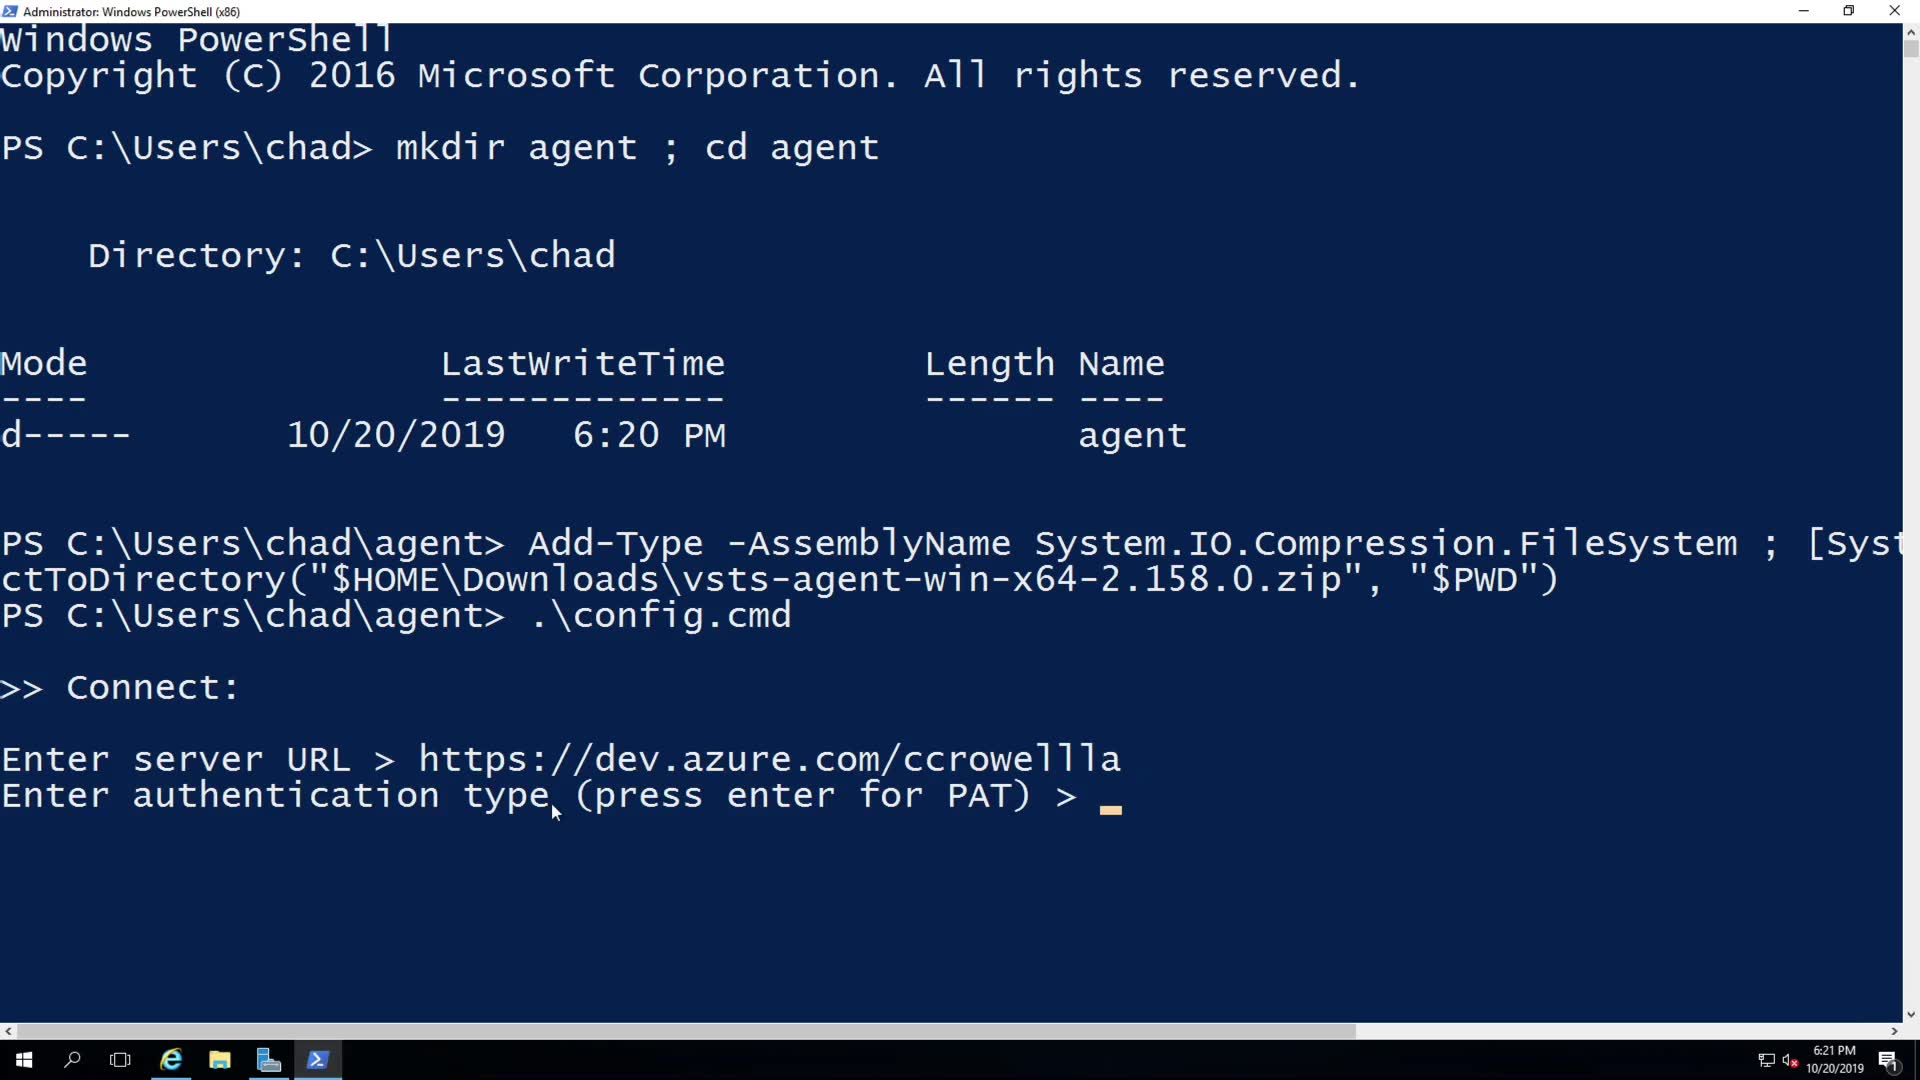 Administrator: Windows PowerShell (x86)
Windows PowerShell
Copyright (C) 2016 Microsoft Corporation. All rights reserved.
PS C:\Users\chad> mkdir agent ; cd agent
Directory: C:\Users\chad
Mode LastWriteTime Length Name
---- ------------- ------ ----
d----- 10/20/2019 6:20 PM agent
PS C:\Users\chad\agent> Add-Type -AssemblyName System.IO.Compression.FileSystem ; [Syst
ctToDirectory("$HOME\Downloads\vsts-agent-win-x64-2.158.0.zip", "$PWD")
PS C:\Users\chad\agent> .\config.cmd
>> Connect:
Enter server URL > https://dev.azure.com/ccrowellla
Enter authentication type (press enter for PAT) >
6:21 PM
10/20/2019
1